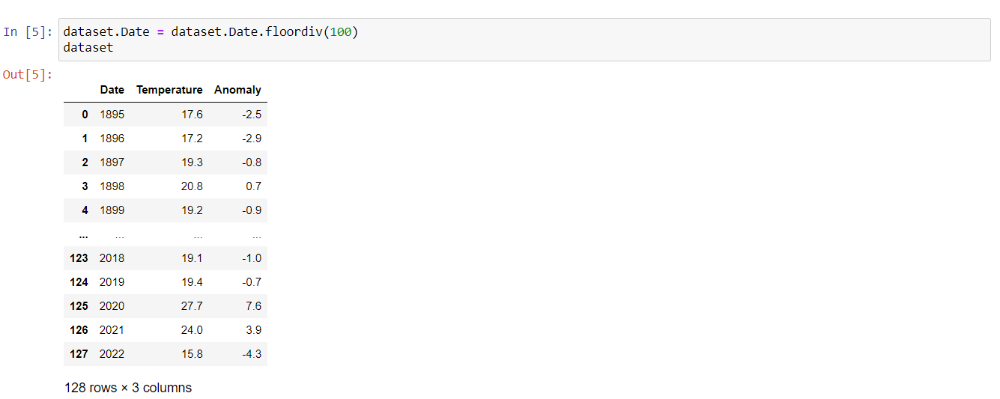 In [5]: dataset.Date = dataset.Date.floordiv(100)
dataset
Out[5]:
Date Temperature Anomaly
0 1895 17.6 -2.5
1 1896 17.2 -2.9
2 1897 19.3 -0.8
3 1898 20.8 0.7
4 1899 19.2 -0.9
... ... ... ...
123 2018 19.1 -1.0
124 2019 19.4 -0.7
125 2020 27.7 7.6
126 2021 24.0 3.9
127 2022 15.8 -4.3
128 rows × 3 columns